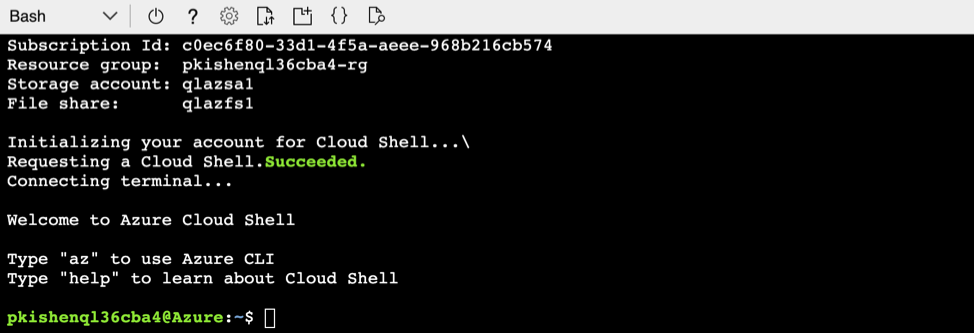 Bash
?
{}
Subscription Id: c0ec6f80-33d1-4f5a-aeee-968b216cb574
Resource group:  pkishenql36cba4-rg
Storage account: qlazsa1
File share:      qlazfs1
Initializing your account for Cloud Shell...\
Requesting a Cloud Shell.Succeeded.
Connecting terminal...
Welcome to Azure Cloud Shell
Type "az" to use Azure CLI
Type "help" to learn about Cloud Shell
pkishenql36cba4@Azure:~$